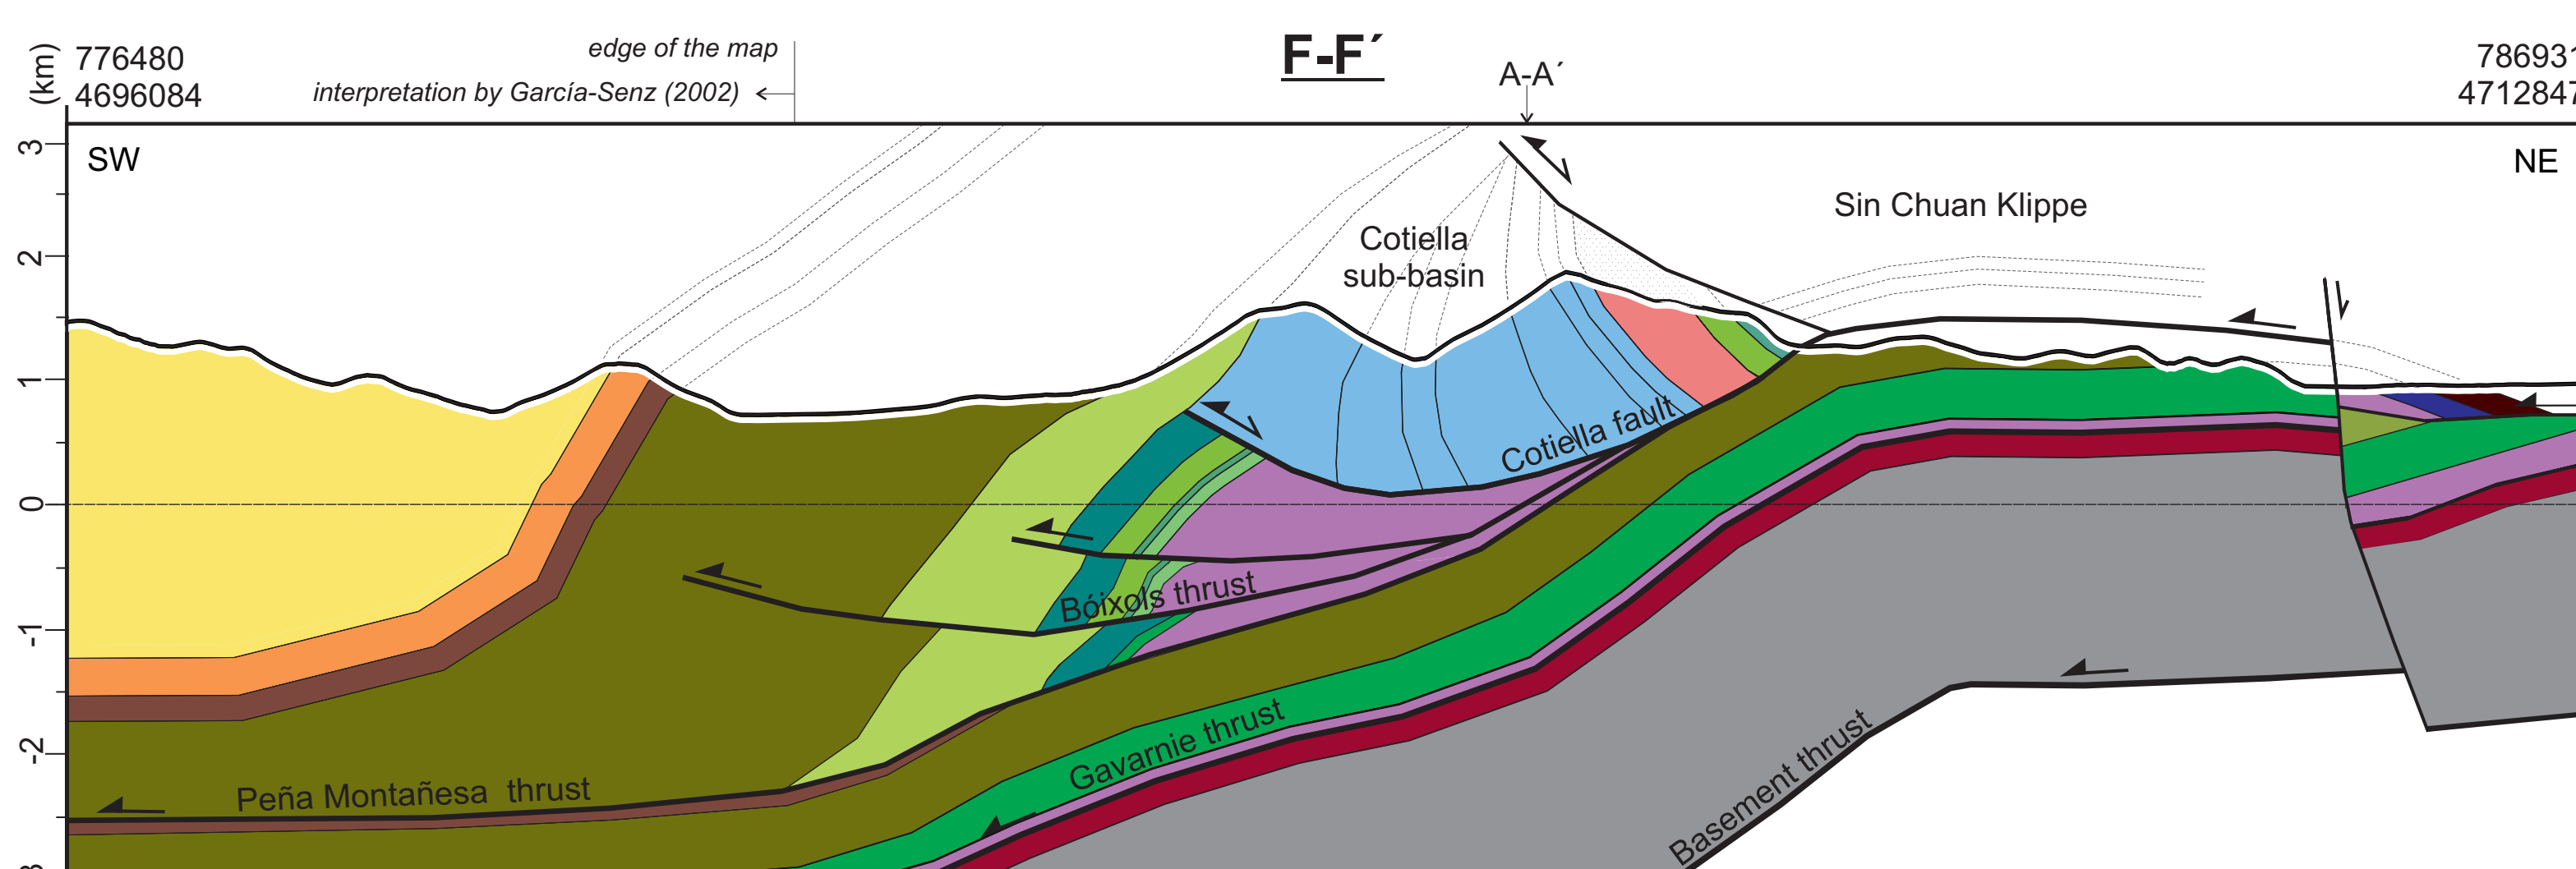 (km)
776480
4696084
edge of the map
interpretation by García-Senz (2002)
F-F´
A-A´
786931
4712847
3
SW
NE
Sin Chuan Klippe
Cotiella
sub-basin
2
1
Cotiella fault
0
Bóixols thrust
-1
Gavarnie thrust
-2
Peña Montañesa thrust
Basement thrust